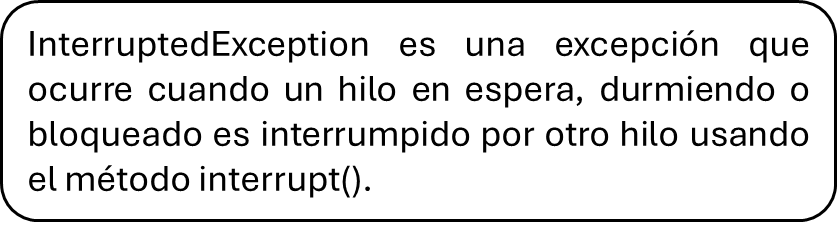 InterruptedException es una excepción que
ocurre cuando un hilo en espera, durmiendo o
bloqueado es interrumpido por otro hilo usando
el método interrupt().